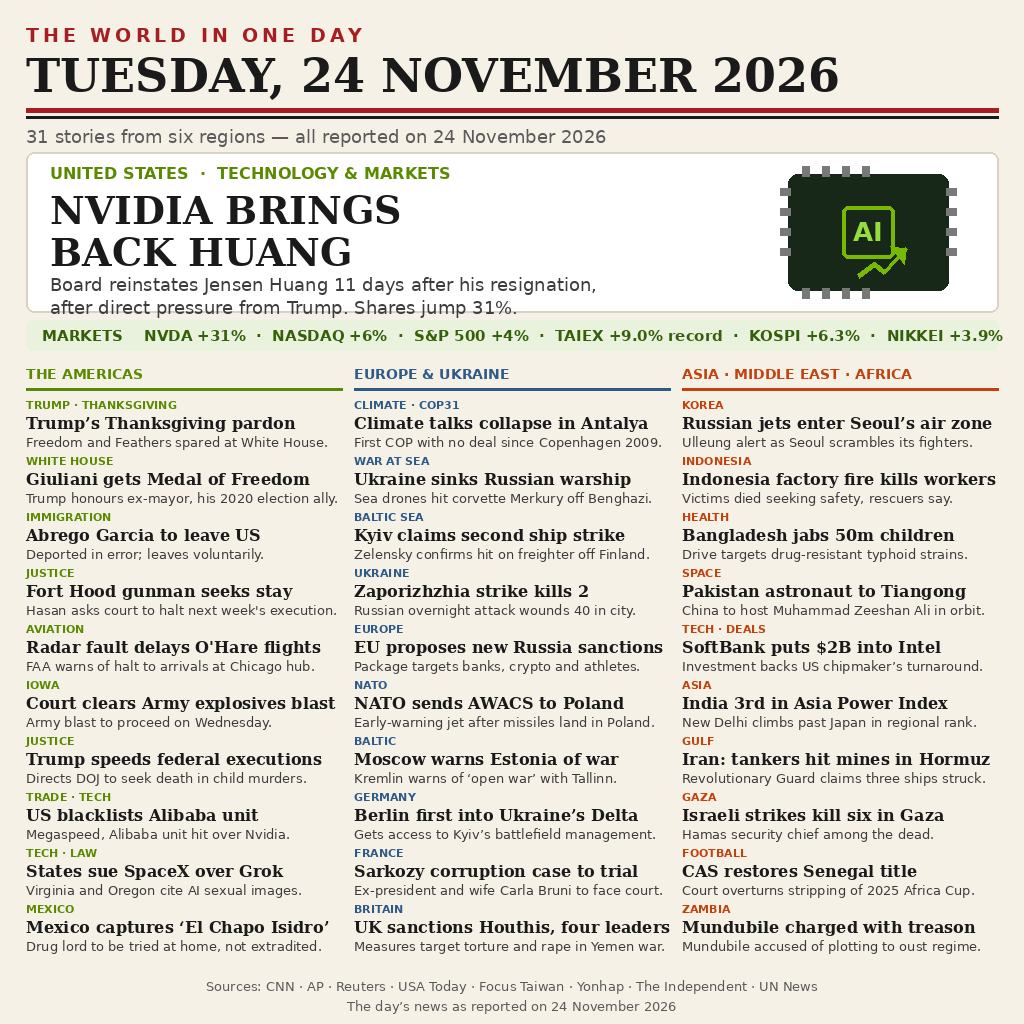 THE WORLD IN ONE DAY
TUESDAY, 24 NOVEMBER 2026
31 stories from six regions — all reported on 24 November 2026
UNITED STATES · TECHNOLOGY & MARKETS
NVIDIA BRINGS
BACK HUANG
Board reinstates Jensen Huang 11 days after his resignation,
after direct pressure from Trump. Shares jump 31%.
AI
MARKETS NVDA +31% · NASDAQ +6% · S&P 500 +4% · TAIEX +9.0% record · KOSPI +6.3% · NIKKEI +3.9%
THE AMERICAS
TRUMP · THANKSGIVING
Trump’s Thanksgiving pardon
Freedom and Feathers spared at White House.
WHITE HOUSE
Giuliani gets Medal of Freedom
Trump honours ex-mayor, his 2020 election ally.
IMMIGRATION
Abrego Garcia to leave US
Deported in error; leaves voluntarily.
JUSTICE
Fort Hood gunman seeks stay
Hasan asks court to halt next week's execution.
AVIATION
Radar fault delays O'Hare flights
FAA warns of halt to arrivals at Chicago hub.
IOWA
Court clears Army explosives blast
Army blast to proceed on Wednesday.
JUSTICE
Trump speeds federal executions
Directs DOJ to seek death in child murders.
TRADE · TECH
US blacklists Alibaba unit
Megaspeed, Alibaba unit hit over Nvidia.
TECH · LAW
States sue SpaceX over Grok
Virginia and Oregon cite AI sexual images.
MEXICO
Mexico captures ‘El Chapo Isidro’
Drug lord to be tried at home, not extradited.
EUROPE & UKRAINE
CLIMATE · COP31
Climate talks collapse in Antalya
First COP with no deal since Copenhagen 2009.
WAR AT SEA
Ukraine sinks Russian warship
Sea drones hit corvette Merkury off Benghazi.
BALTIC SEA
Kyiv claims second ship strike
Zelensky confirms hit on freighter off Finland.
UKRAINE
Zaporizhzhia strike kills 2
Russian overnight attack wounds 40 in city.
EUROPE
EU proposes new Russia sanctions
Package targets banks, crypto and athletes.
NATO
NATO sends AWACS to Poland
Early-warning jet after missiles land in Poland.
BALTIC
Moscow warns Estonia of war
Kremlin warns of ‘open war’ with Tallinn.
GERMANY
Berlin first into Ukraine’s Delta
Gets access to Kyiv’s battlefield management.
FRANCE
Sarkozy corruption case to trial
Ex-president and wife Carla Bruni to face court.
BRITAIN
UK sanctions Houthis, four leaders
Measures target torture and rape in Yemen war.
ASIA · MIDDLE EAST · AFRICA
KOREA
Russian jets enter Seoul’s air zone
Ulleung alert as Seoul scrambles its fighters.
INDONESIA
Indonesia factory fire kills workers
Victims died seeking safety, rescuers say.
HEALTH
Bangladesh jabs 50m children
Drive targets drug-resistant typhoid strains.
SPACE
Pakistan astronaut to Tiangong
China to host Muhammad Zeeshan Ali in orbit.
TECH · DEALS
SoftBank puts $2B into Intel
Investment backs US chipmaker’s turnaround.
ASIA
India 3rd in Asia Power Index
New Delhi climbs past Japan in regional rank.
GULF
Iran: tankers hit mines in Hormuz
Revolutionary Guard claims three ships struck.
GAZA
Israeli strikes kill six in Gaza
Hamas security chief among the dead.
FOOTBALL
CAS restores Senegal title
Court overturns stripping of 2025 Africa Cup.
ZAMBIA
Mundubile charged with treason
Mundubile accused of plotting to oust regime.
Sources: CNN · AP · Reuters · USA Today · Focus Taiwan · Yonhap · The Independent · UN News
The day’s news as reported on 24 November 2026